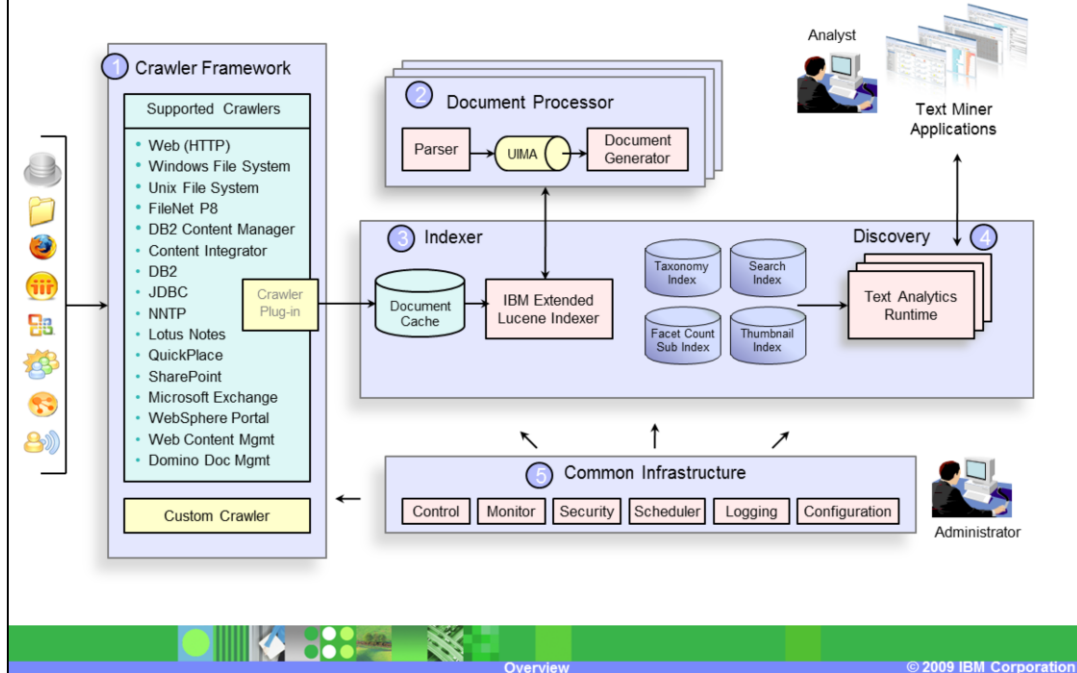 1
Crawler Framework
Supported Crawlers
• Web (HTTP)
• Windows File System
• Unix File System
• FileNet P8
• DB2 Content Manager
• Content Integrator
• DB2
• JDBC
• NNTP
• Lotus Notes
• QuickPlace
• SharePoint
• Microsoft Exchange
• WebSphere Portal
• Web Content Mgmt
• Domino Doc Mgmt
Crawler
Plug-in
Custom Crawler
2
Document Processor
Parser
UIMA
Document
Generator
Analyst
Text Miner
Applications
3
Indexer
Document
Cache
IBM Extended
Lucene Indexer
Taxonomy
Index
Search
Index
Facet Count
Sub Index
Thumbnail
Index
Discovery
4
Text Analytics
Runtime
5
Common Infrastructure
Control
Monitor
Security
Scheduler
Logging
Configuration
Administrator
Overview
© 2009 IBM Corporation